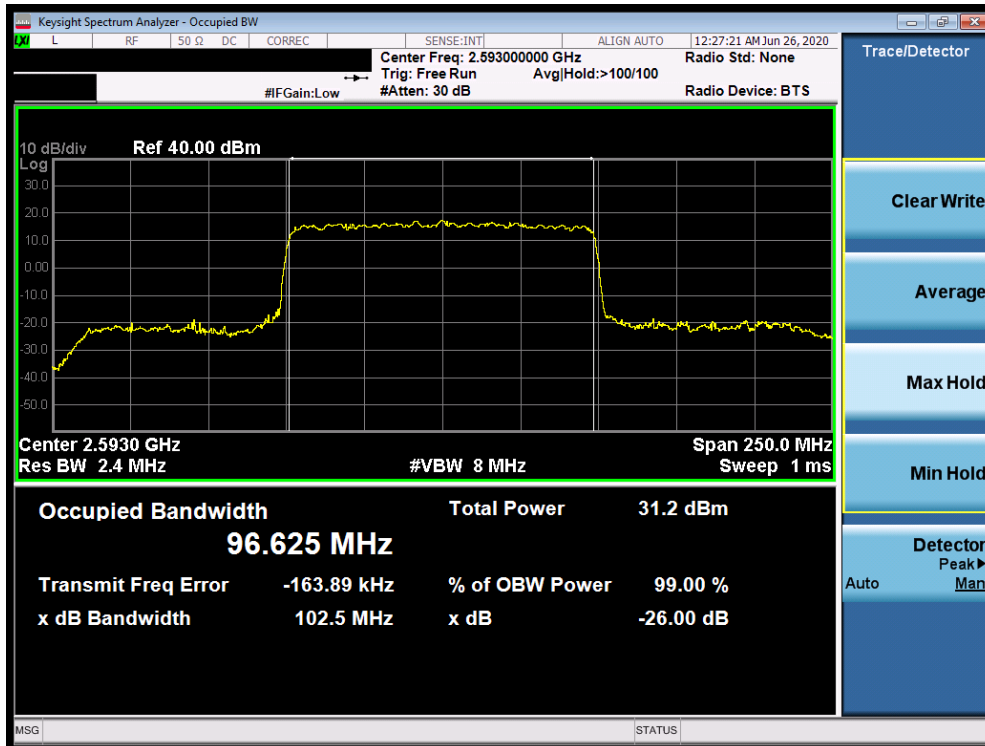 Keysight Spectrum Analyzer - Occupied BW
LXI L RF 50 Ω DC CORREC SENSE:INT ALIGN AUTO 12:27:21 AM Jun 26, 2020
Center Freq: 2.593000000 GHz Radio Std: None
Trig: Free Run Avg|Hold:>100/100
#IFGain:Low #Atten: 30 dB Radio Device: BTS
10 dB/div Ref 40.00 dBm
Log
30.0
20.0
10.0
0.00
-10.0
-20.0
-30.0
-40.0
-50.0
Center 2.5930 GHz Span 250.0 MHz
Res BW 2.4 MHz #VBW 8 MHz Sweep 1 ms
Occupied Bandwidth Total Power 31.2 dBm
96.625 MHz
Transmit Freq Error -163.89 kHz % of OBW Power 99.00 %
x dB Bandwidth 102.5 MHz x dB -26.00 dB
MSG STATUS
Trace/Detector
Clear Write
Average
Max Hold
Min Hold
Detector
Peak▶
Auto Man